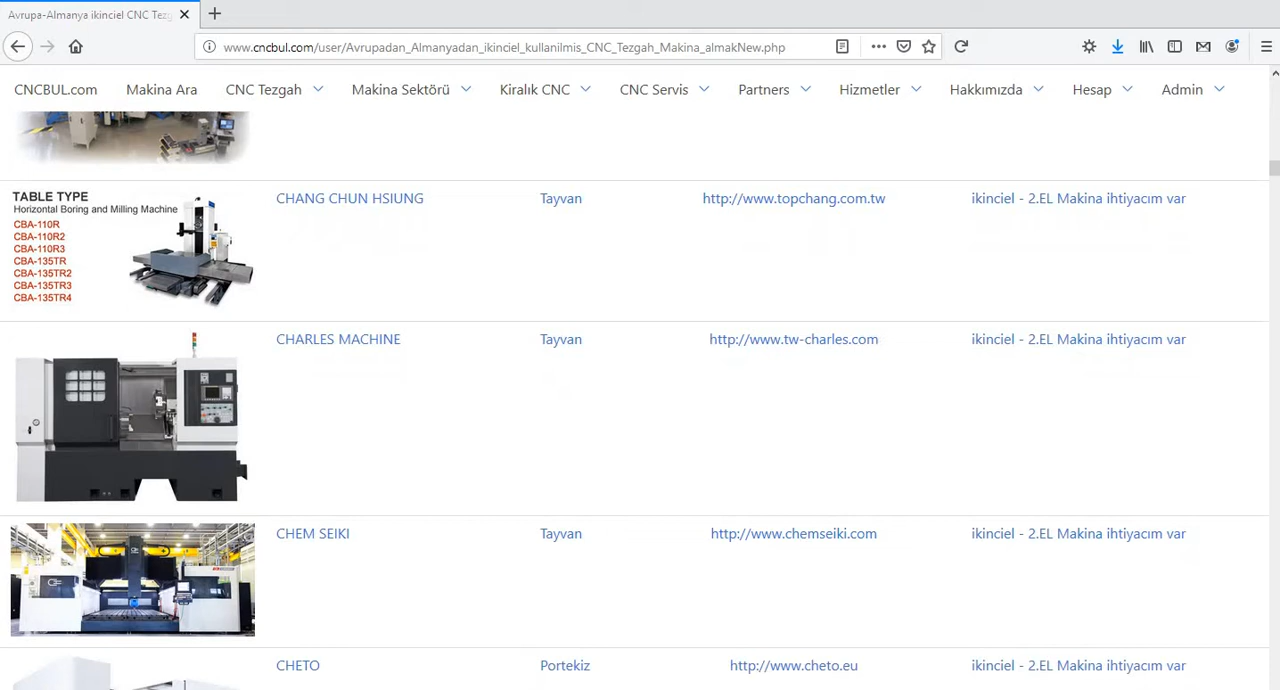 Avrupa-Almanya ikinciel CNC Tezg
www.cncbul.com/user/Avrupadan_Almanyadan_ikinciel_kullanilmis_CNC_Tezgah_Makina_almakNew.php
CNCBUL.com Makina Ara CNC Tezgah Makina Sektörü Kiralık CNC CNC Servis Partners Hizmetler Hakkımızda Hesap Admin
TABLE TYPE
Horizontal Boring and Milling Machine
CBA-110R
CBA-110R2
CBA-110R3
CBA-135TR
CBA-135TR2
CBA-135TR3
CBA-135TR4
CHANG CHUN HSIUNG Tayvan http://www.topchang.com.tw ikinciel - 2.EL Makina ihtiyacım var
CHARLES MACHINE Tayvan http://www.tw-charles.com ikinciel - 2.EL Makina ihtiyacım var
CHEM SEIKI Tayvan http://www.chemseiki.com ikinciel - 2.EL Makina ihtiyacım var
CHETO Portekiz http://www.cheto.eu ikinciel - 2.EL Makina ihtiyacım var